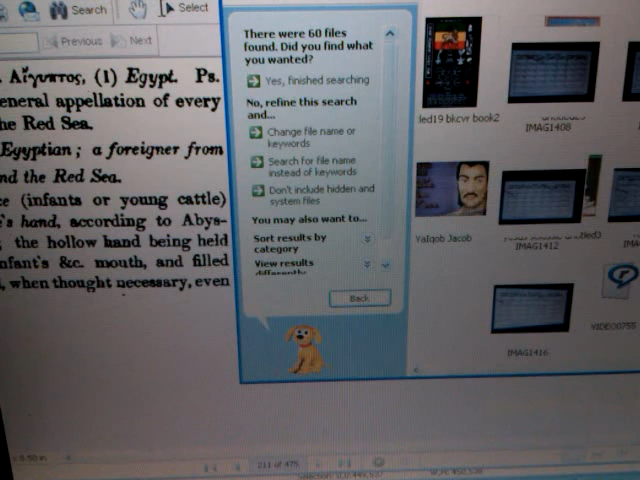 Search
Select
Previous
Next
. Αἴγυπτος, (1) Egypt. Ps.
eneral appellation of every
he Red Sea.
Egyptian; a foreigner from
nd the Red Sea.
ce (infants or young cattle)
's hand, according to Abys-
; the hollow hand being held
nfant's &c. mouth, and filled
, when thought necessary, even
211 of 475
There were 60 files
found. Did you find what
you wanted?
Yes, finished searching
No, refine this search
and...
Change file name or
keywords
Search for file name
instead of keywords
Don't include hidden and
system files
You may also want to...
Sort results by
category
View results
differently
Back
led19 bkcvr book2
IMAG1408
YaIqob Jacob
IMAG1412
tled3
IMA
IMAG1416
VIDEO0755